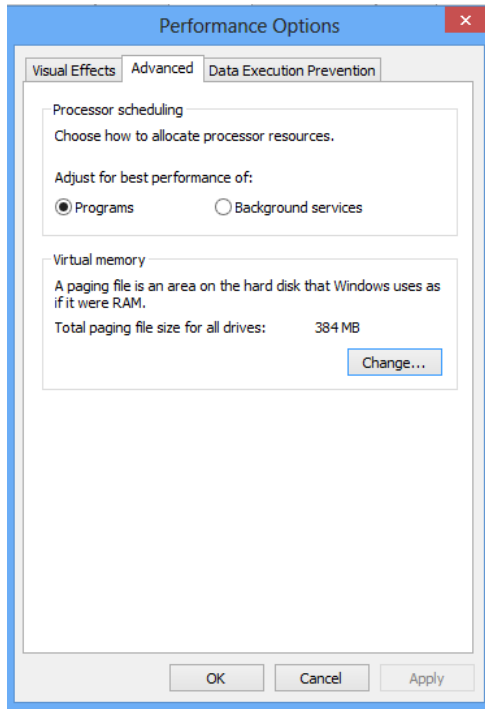 Performance Options
Visual Effects Advanced Data Execution Prevention
Processor scheduling
Choose how to allocate processor resources.
Adjust for best performance of:
Programs Background services
Virtual memory
A paging file is an area on the hard disk that Windows uses as
if it were RAM.
Total paging file size for all drives: 384 MB
Change...
OK Cancel Apply